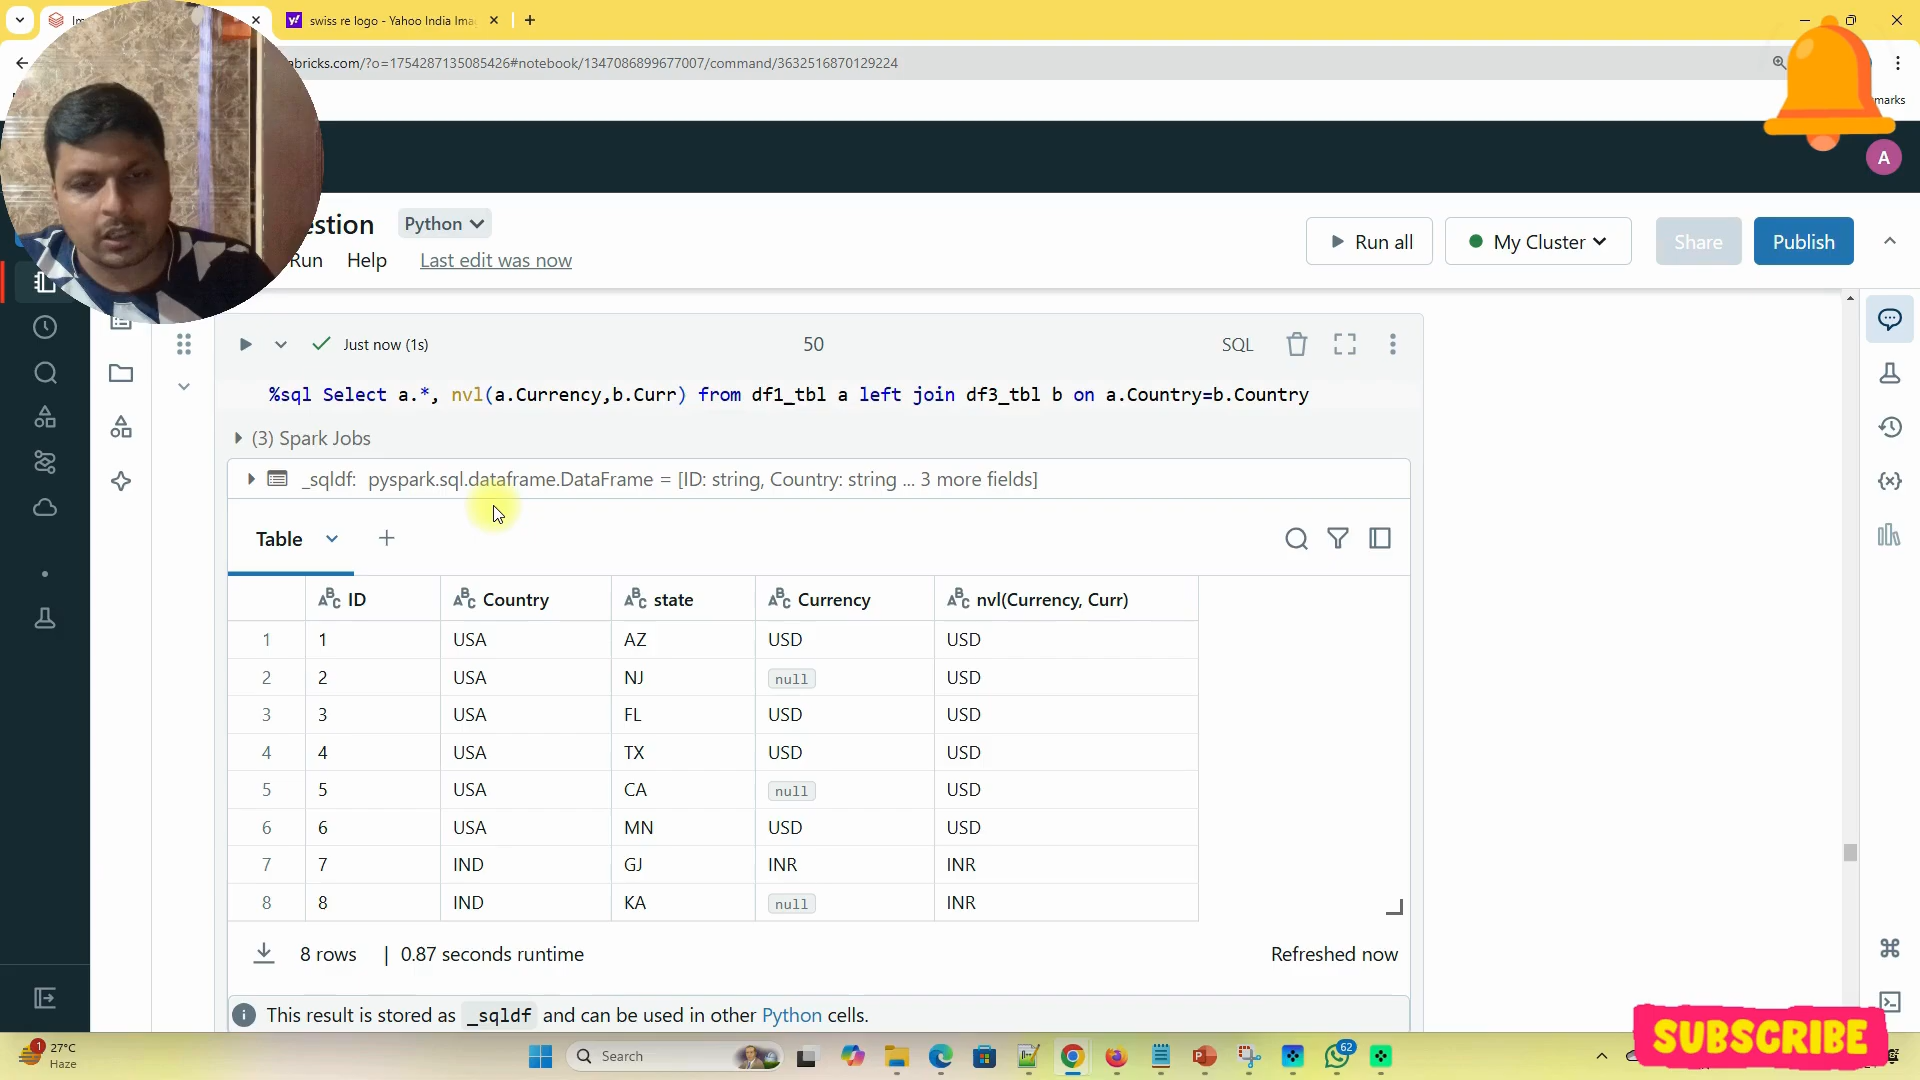 swiss re logo - Yahoo India Ima
abricks.com/?o=1754287135085426#notebook/1347086899677007/command/3632516870129224
marks
A
estion
Python
Run Help Last edit was now
Run all
My Cluster
Share
Publish
Just now (1s)
50
SQL
%sql Select a.*, nvl(a.Currency,b.Curr) from df1_tbl a left join df3_tbl b on a.Country=b.Country
(3) Spark Jobs
_sqldf: pyspark.sql.dataframe.DataFrame = [ID: string, Country: string ... 3 more fields]
Table
ID Country state Currency nvl(Currency, Curr)
1 1 USA AZ USD USD
2 2 USA NJ null USD
3 3 USA FL USD USD
4 4 USA TX USD USD
5 5 USA CA null USD
6 6 USA MN USD USD
7 7 IND GJ INR INR
8 8 IND KA null INR
8 rows | 0.87 seconds runtime
Refreshed now
This result is stored as _sqldf and can be used in other Python cells.
SUBSCRIBE
1
27°C
Haze
Search
62